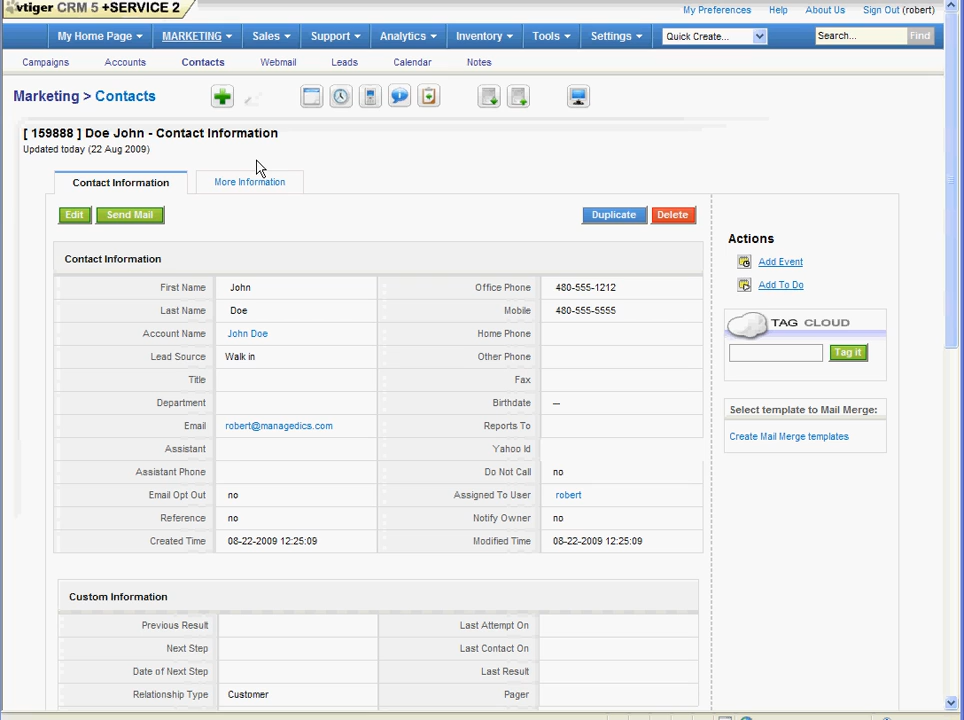 vtiger CRM 5 +SERVICE 2
My Preferences Help About Us Sign Out (robert)
My Home Page MARKETING Sales Support Analytics Inventory Tools Settings Quick Create... Search... Find
Campaigns Accounts Contacts Webmail Leads Calendar Notes
Marketing > Contacts
[ 159888 ] Doe John - Contact Information
Updated today (22 Aug 2009)
Contact Information More Information
Edit Send Mail Duplicate Delete
Actions
Add Event
Add To Do
TAG CLOUD
Tag it
Select template to Mail Merge:
Create Mail Merge templates
Contact Information
First Name John Office Phone 480-555-1212
Last Name Doe Mobile 480-555-5555
Account Name John Doe Home Phone
Lead Source Walk in Other Phone
Title Fax
Department Birthdate --
Email robert@managedics.com Reports To
Assistant Yahoo Id
Assistant Phone Do Not Call no
Email Opt Out no Assigned To User robert
Reference no Notify Owner no
Created Time 08-22-2009 12:25:09 Modified Time 08-22-2009 12:25:09
Custom Information
Previous Result Last Attempt On
Next Step Last Contact On
Date of Next Step Last Result
Relationship Type Customer Pager